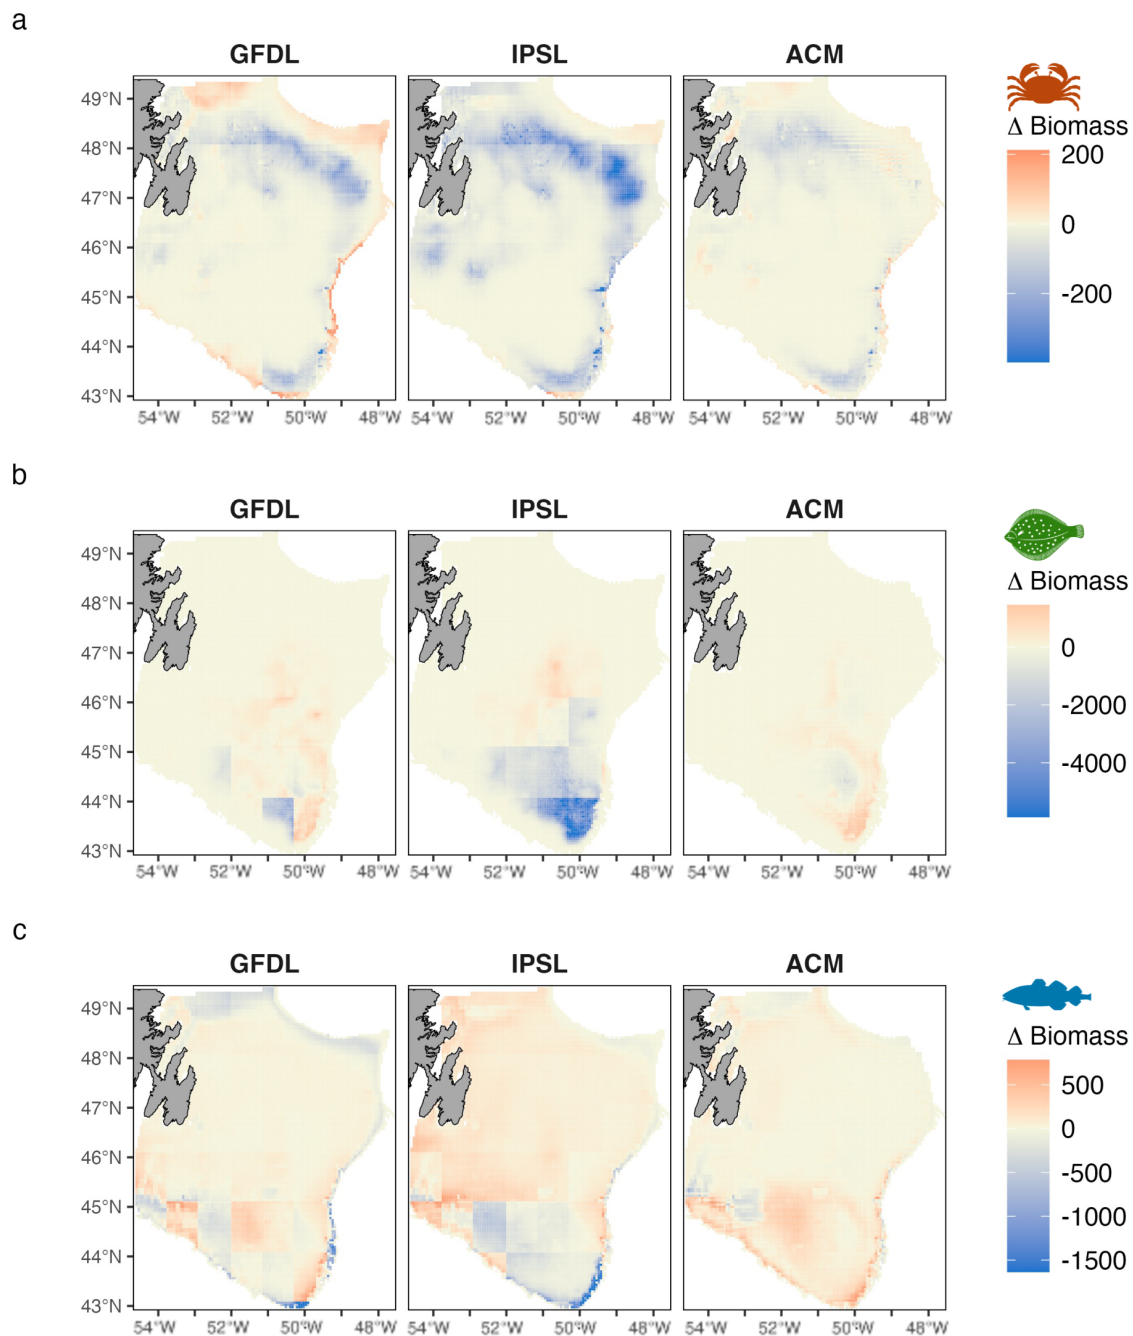 a
GFDL IPSL ACM
49°N
48°N
47°N
46°N
45°N
44°N
43°N
54°W 52°W 50°W 48°W 54°W 52°W 50°W 48°W 54°W 52°W 50°W 48°W
Δ Biomass
200
0
-200
b
GFDL IPSL ACM
49°N
48°N
47°N
46°N
45°N
44°N
43°N
54°W 52°W 50°W 48°W 54°W 52°W 50°W 48°W 54°W 52°W 50°W 48°W
Δ Biomass
0
-2000
-4000
c
GFDL IPSL ACM
49°N
48°N
47°N
46°N
45°N
44°N
43°N
54°W 52°W 50°W 48°W 54°W 52°W 50°W 48°W 54°W 52°W 50°W 48°W
Δ Biomass
500
0
-500
-1000
-1500